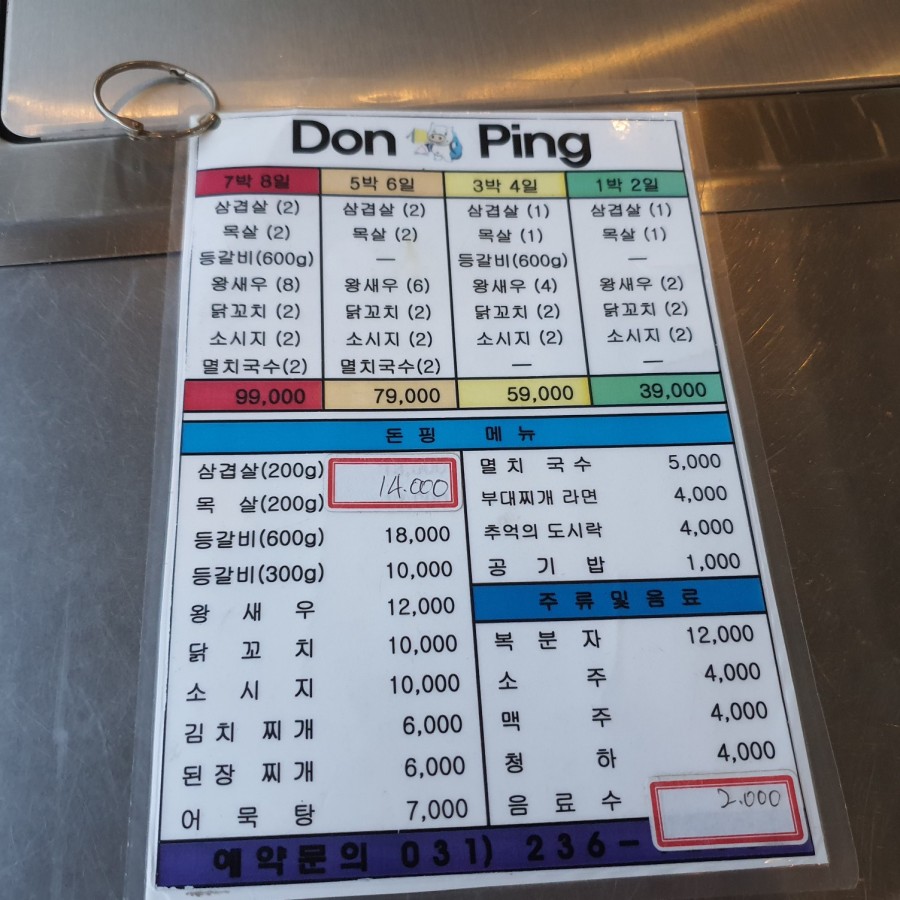 Don Ping
7박 8일 5박 6일 3박 4일 1박 2일
삼겹살 (2) 삼겹살 (2) 삼겹살 (1) 삼겹살 (1)
목살 (2) 목살 (2) 목살 (1) 목살 (1)
등갈비(600g) — 등갈비(600g) —
왕새우 (8) 왕새우 (6) 왕새우 (4) 왕새우 (2)
닭꼬치 (2) 닭꼬치 (2) 닭꼬치 (2) 닭꼬치 (2)
소시지 (2) 소시지 (2) 소시지 (2) 소시지 (2)
멸치국수(2) 멸치국수(2) — —
99,000 79,000 59,000 39,000
돈 핑 메 뉴
삼겹살(200g) 14.000
목 살(200g)
등갈비(600g) 18,000
등갈비(300g) 10,000
왕 새 우 12,000
닭 꼬 치 10,000
소 시 지 10,000
김 치 찌 개 6,000
된 장 찌 개 6,000
어 묵 탕 7,000
멸 치 국 수 5,000
부대찌개 라면 4,000
추억의 도시락 4,000
공 기 밥 1,000
주 류 및 음 료
복 분 자 12,000
소 주 4,000
맥 주 4,000
청 하 4,000
음 료 수 2.000
예약문의 031) 236-